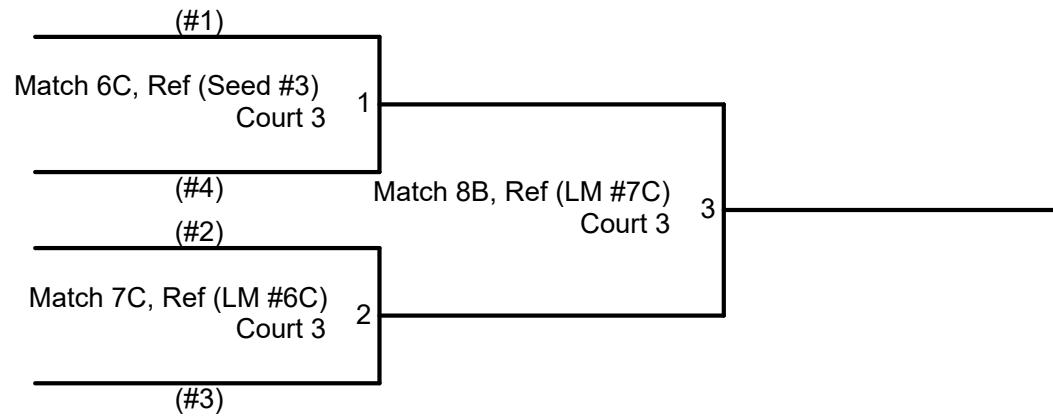 (#1)
Match 6C, Ref (Seed #3)
Court 3
1
(#4)
Match 8B, Ref (LM #7C)
Court 3
3
(#2)
Match 7C, Ref (LM #6C)
Court 3
2
(#3)